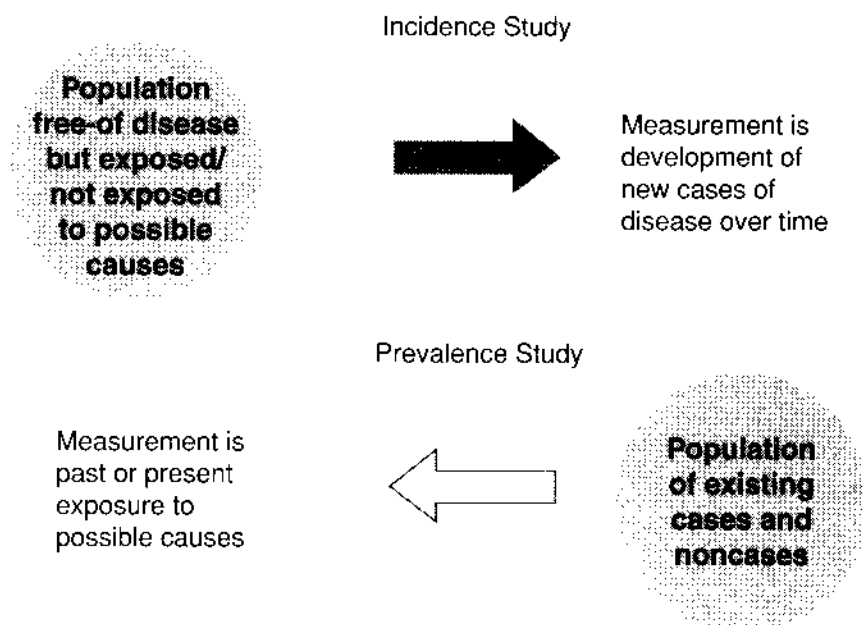 Incidence Study
Population
free-of disease
but exposed/
not exposed
to possible
causes
Measurement is
development of
new cases of
disease over time
Prevalence Study
Measurement is
past or present
exposure to
possible causes
Population
of existing
cases and
noncases